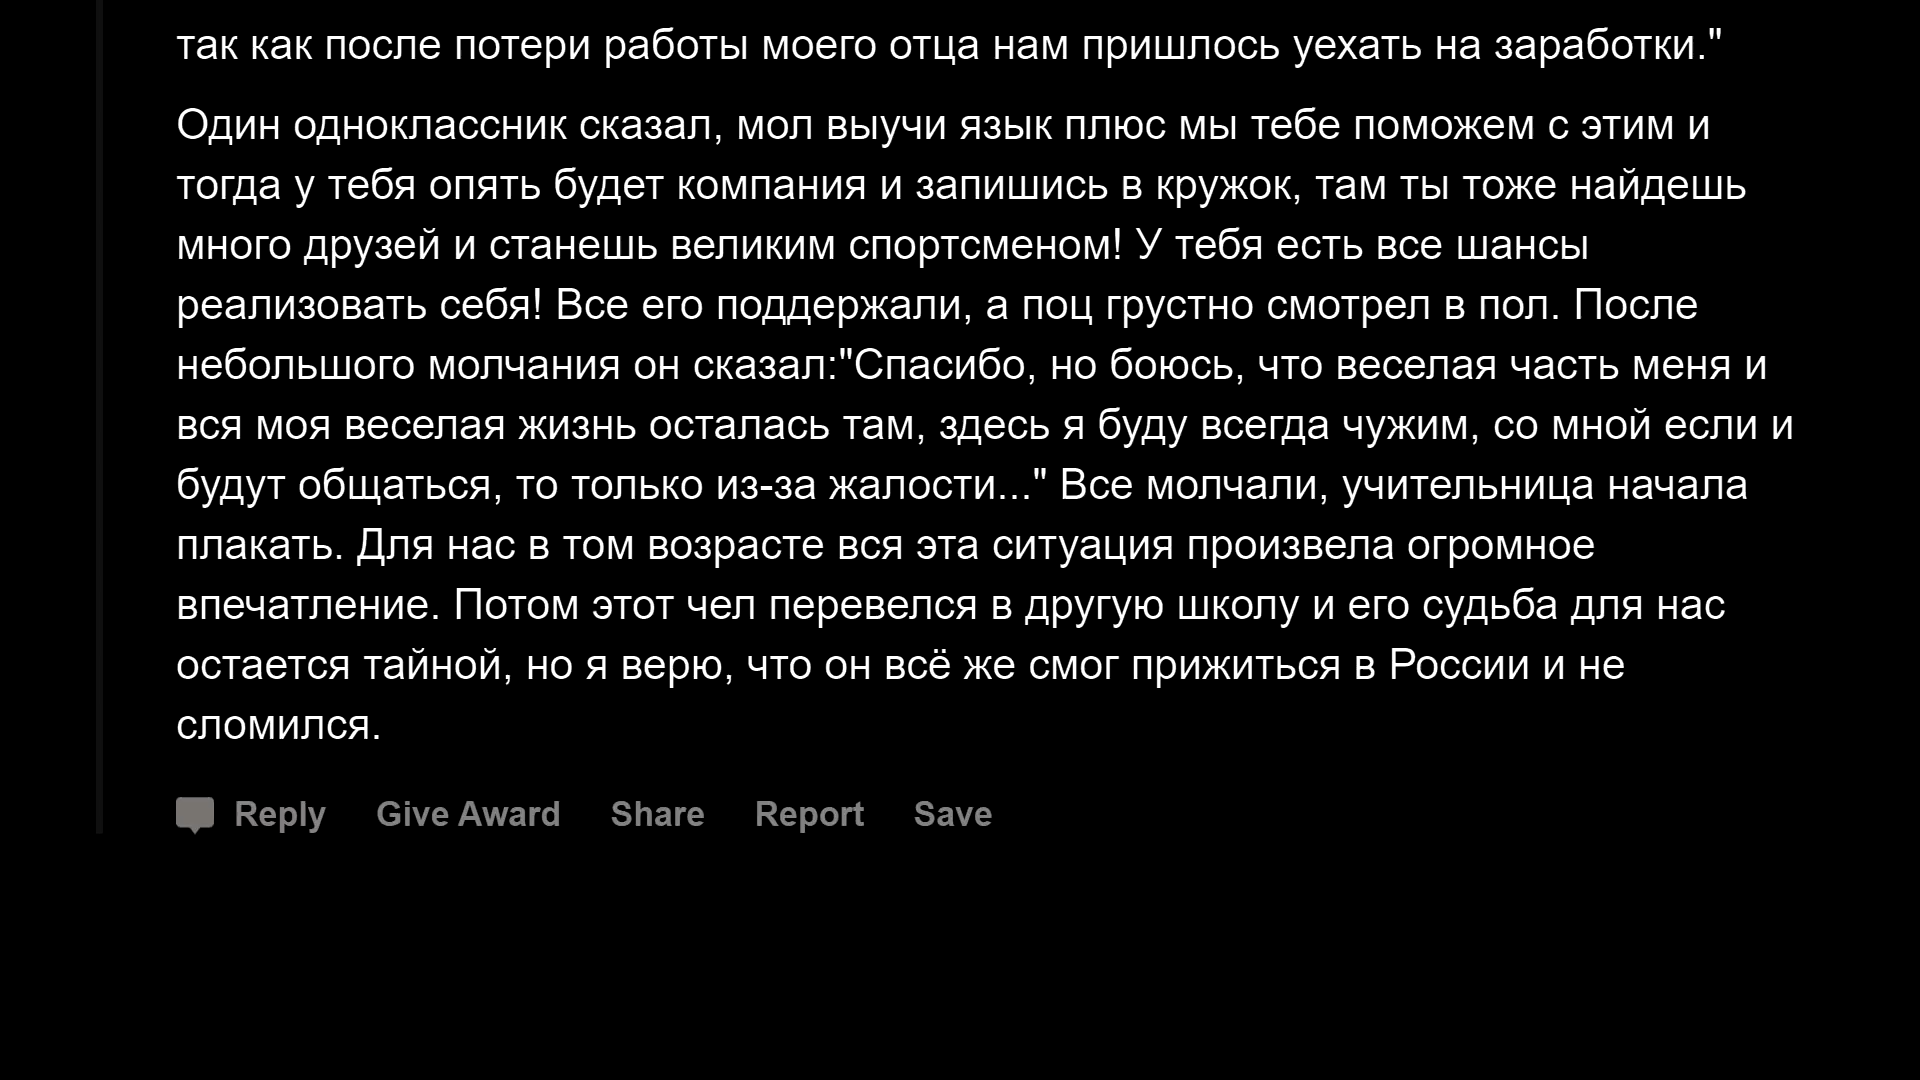 так как после потери работы моего отца нам пришлось уехать на заработки."
Один одноклассник сказал, мол выучи язык плюс мы тебе поможем с этим и
тогда у тебя опять будет компания и запишись в кружок, там ты тоже найдешь
много друзей и станешь великим спортсменом! У тебя есть все шансы
реализовать себя! Все его поддержали, а поц грустно смотрел в пол. После
небольшого молчания он сказал:"Спасибо, но боюсь, что веселая часть меня и
вся моя веселая жизнь осталась там, здесь я буду всегда чужим, со мной если и
будут общаться, то только из-за жалости..." Все молчали, учительница начала
плакать. Для нас в том возрасте вся эта ситуация произвела огромное
впечатление. Потом этот чел перевелся в другую школу и его судьба для нас
остается тайной, но я верю, что он всё же смог прижиться в России и не
сломился.
Reply Give Award Share Report Save